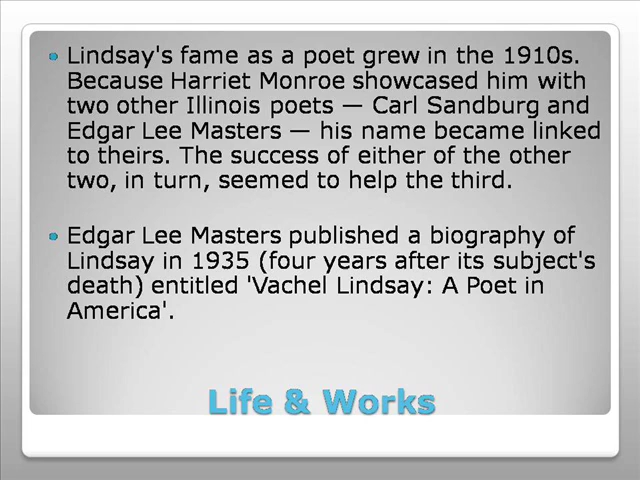 Lindsay's fame as a poet grew in the 1910s.
Because Harriet Monroe showcased him with
two other Illinois poets — Carl Sandburg and
Edgar Lee Masters — his name became linked
to theirs. The success of either of the other
two, in turn, seemed to help the third.
Edgar Lee Masters published a biography of
Lindsay in 1935 (four years after its subject's
death) entitled 'Vachel Lindsay: A Poet in
America'.
Life & Works